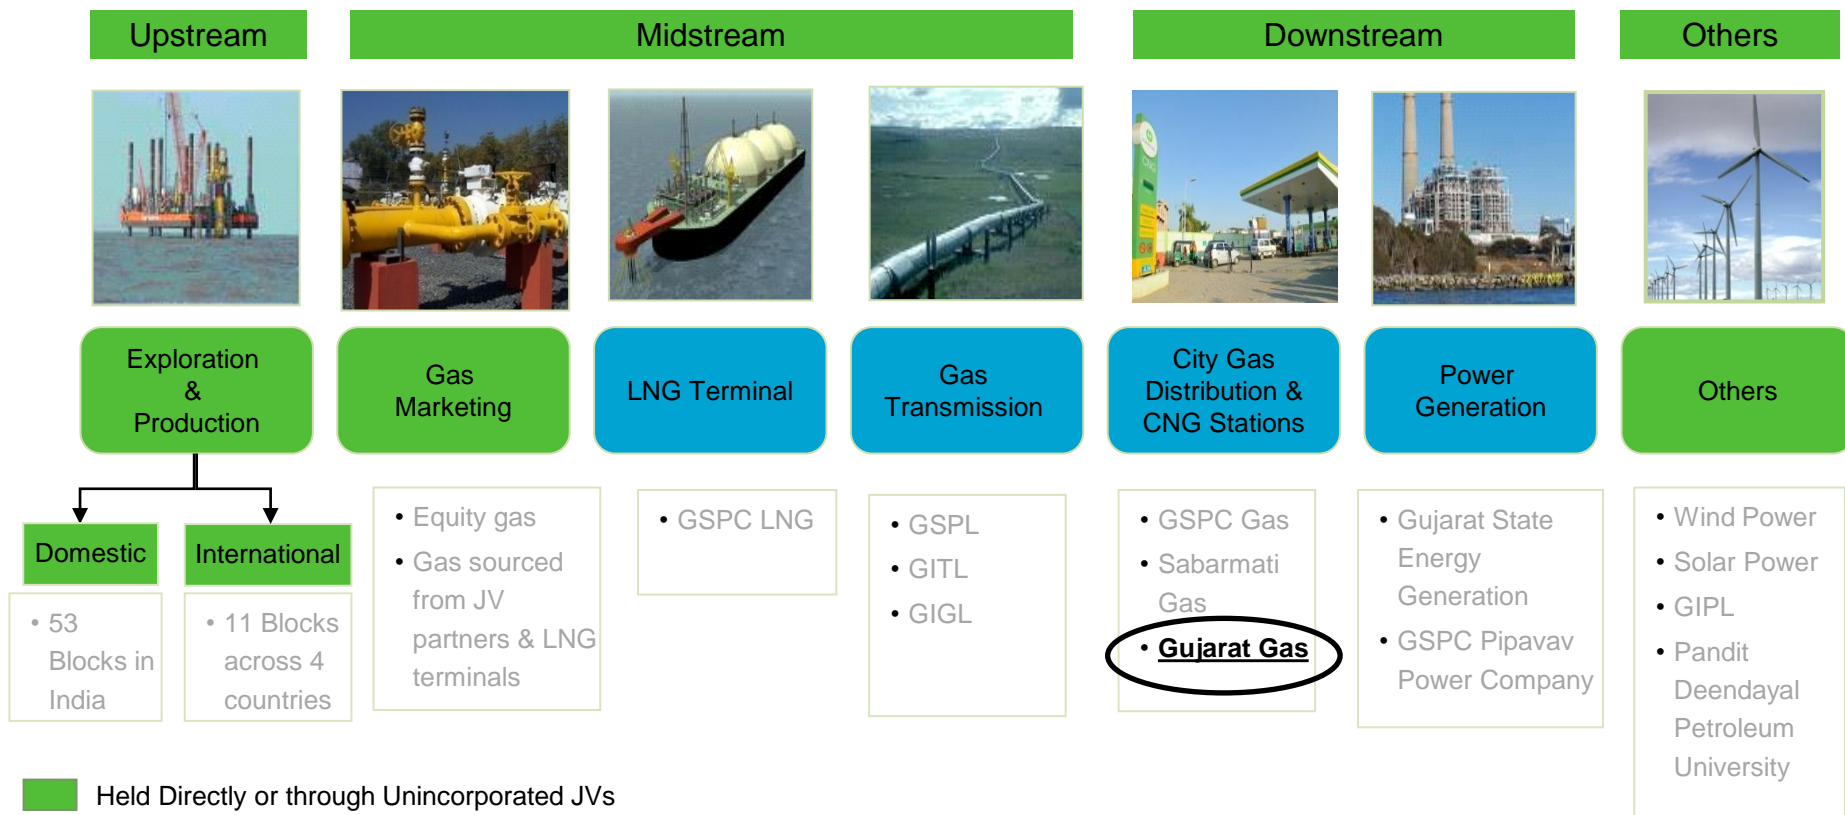 Upstream
Midstream
Downstream
Others
Exploration
&
Production
Gas
Marketing
LNG Terminal
Gas
Transmission
City Gas
Distribution &
CNG Stations
Power
Generation
Others
Domestic
International
• 53
Blocks in
India
• 11 Blocks
across 4
countries
• Equity gas
• Gas sourced
from JV
partners & LNG
terminals
• GSPC LNG
• GSPL
• GITL
• GIGL
• GSPC Gas
• Sabarmati
Gas
• Gujarat Gas
• Gujarat State
Energy
Generation
• GSPC Pipavav
Power Company
• Wind Power
• Solar Power
• GIPL
• Pandit
Deendayal
Petroleum
University
Held Directly or through Unincorporated JVs